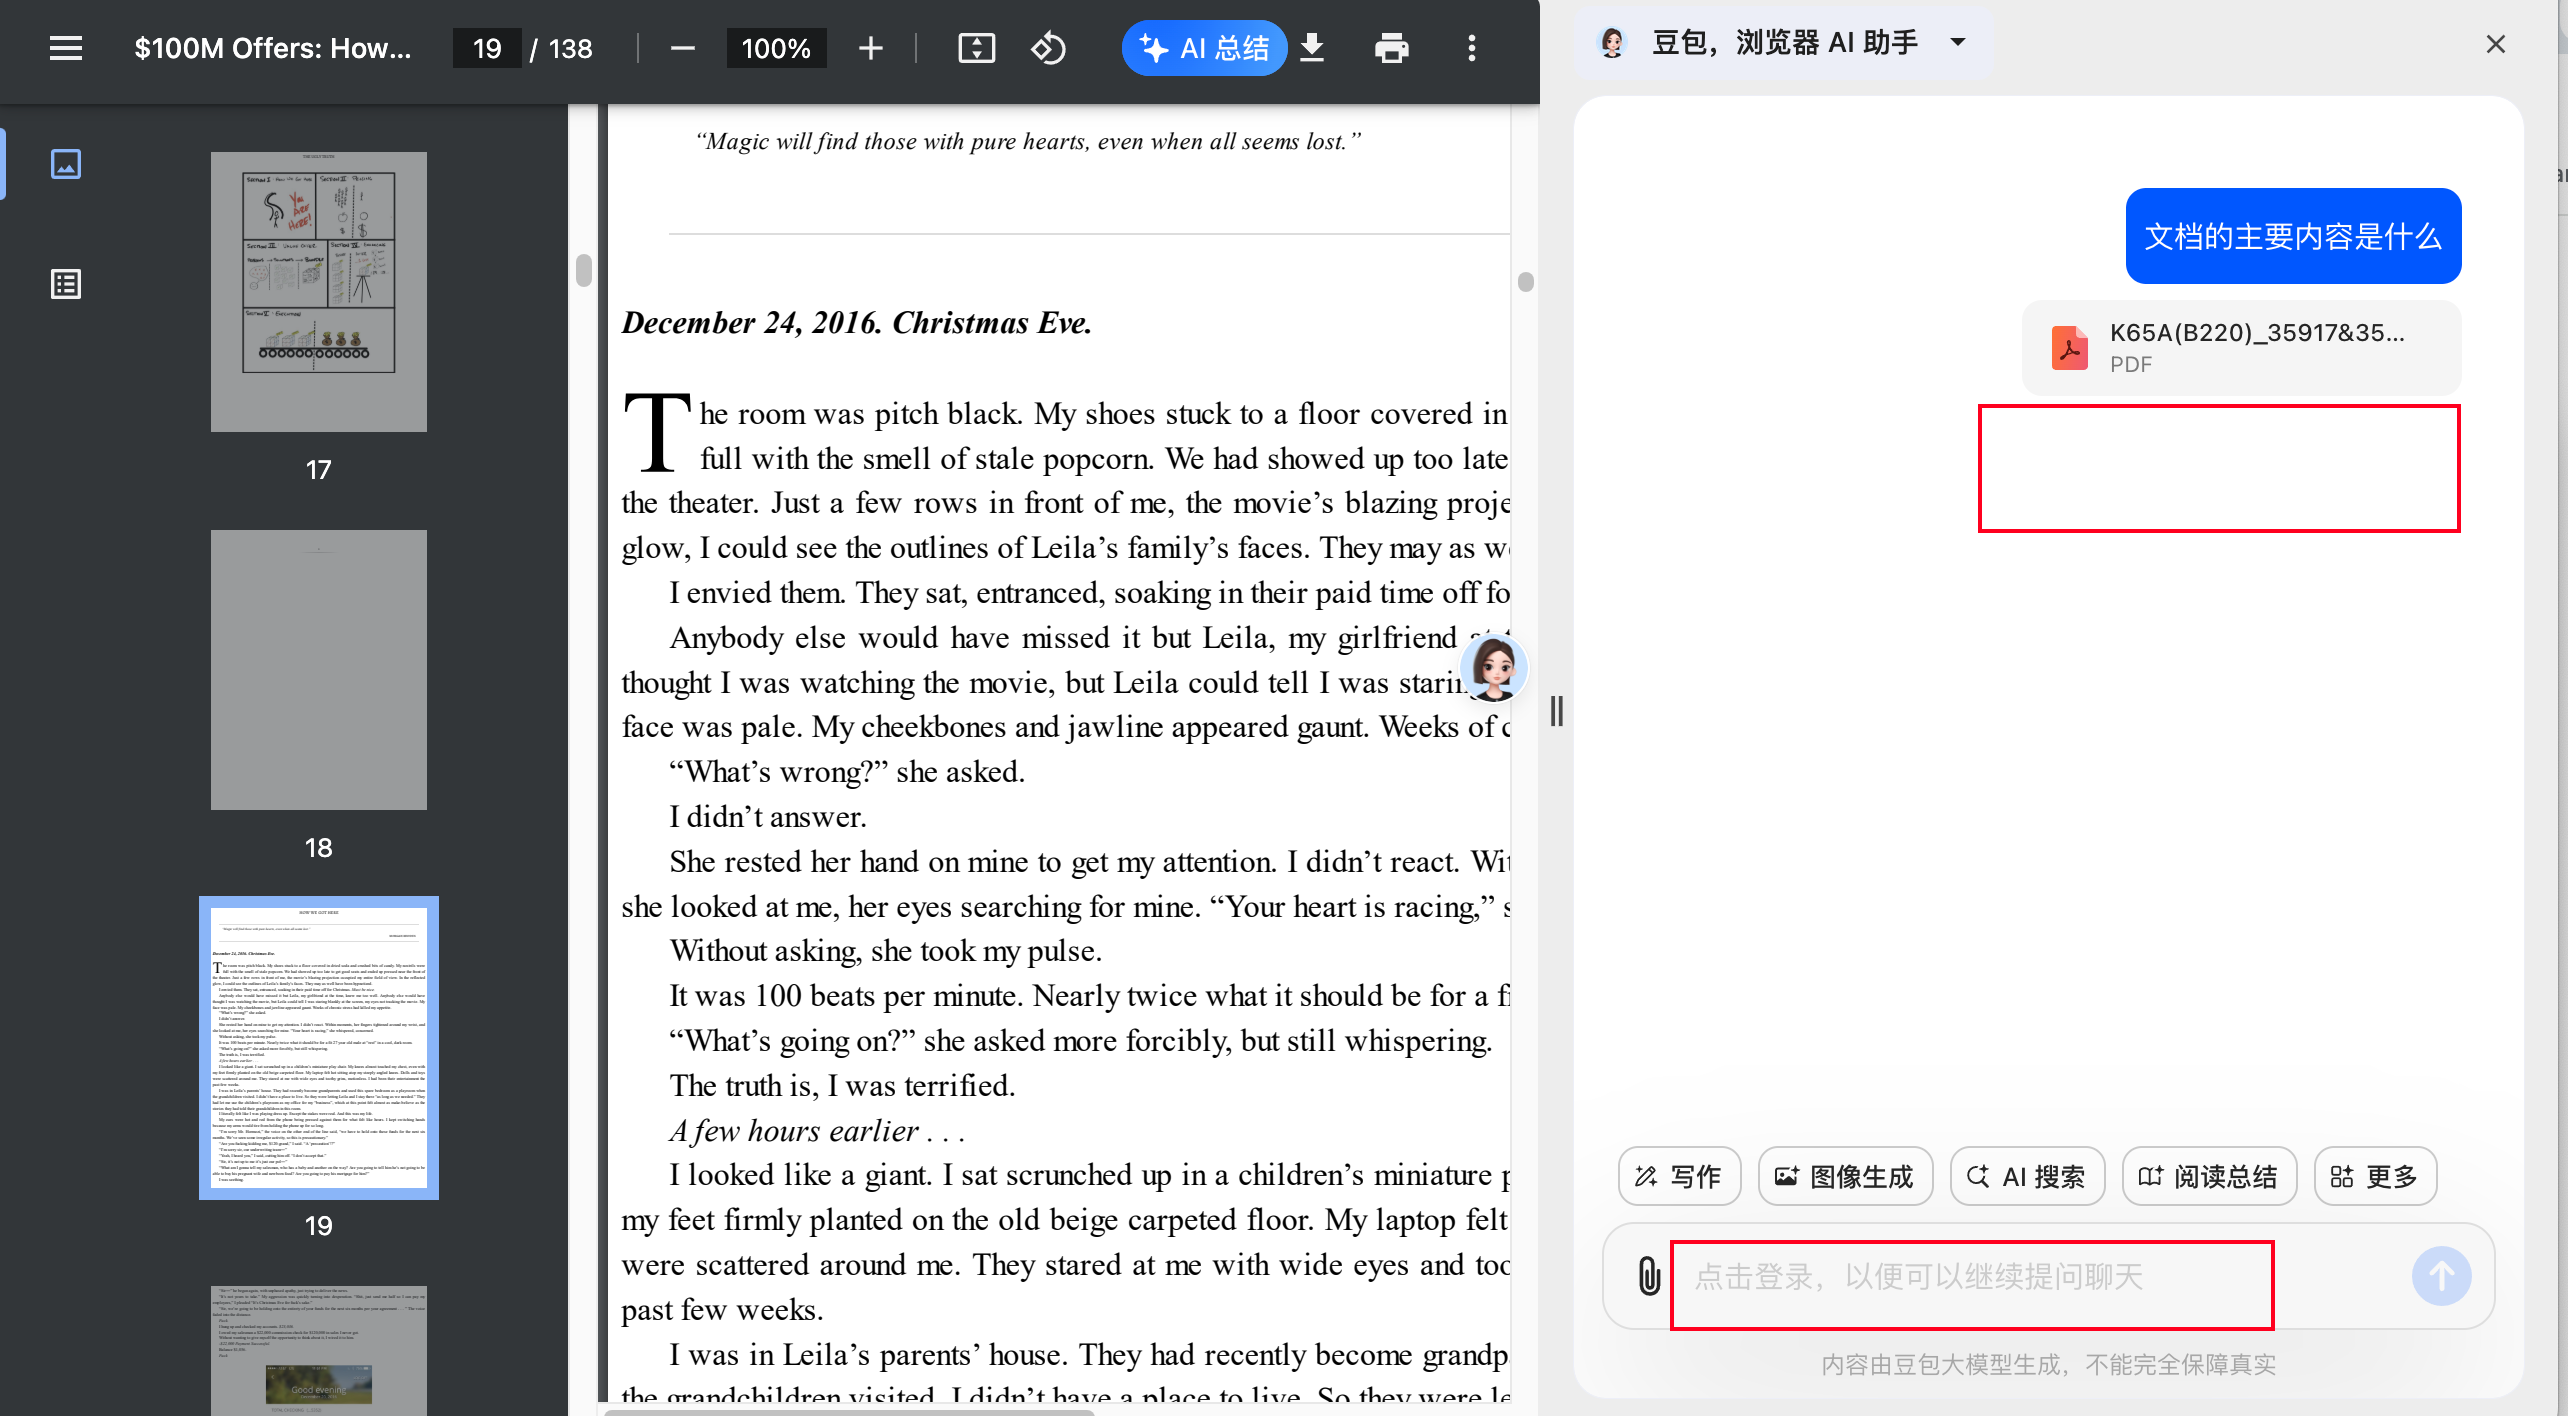 $100M Offers: How...
19 / 138
100%
AI 总结
17
18
HOW WE GOT HERE
December 24, 2016. Christmas Eve.
19
Good evening
“Magic will find those with pure hearts, even when all seems lost.”
December 24, 2016. Christmas Eve.
The room was pitch black. My shoes stuck to a floor covered in
full with the smell of stale popcorn. We had showed up too late
the theater. Just a few rows in front of me, the movie’s blazing proje
glow, I could see the outlines of Leila’s family’s faces. They may as w
I envied them. They sat, entranced, soaking in their paid time off fo
Anybody else would have missed it but Leila, my girlfriend
thought I was watching the movie, but Leila could tell I was starin
face was pale. My cheekbones and jawline appeared gaunt. Weeks of c
“What’s wrong?” she asked.
I didn’t answer.
She rested her hand on mine to get my attention. I didn’t react. Wit
she looked at me, her eyes searching for mine. “Your heart is racing,” s
Without asking, she took my pulse.
It was 100 beats per minute. Nearly twice what it should be for a fi
“What’s going on?” she asked more forcibly, but still whispering.
The truth is, I was terrified.
A few hours earlier . . .
I looked like a giant. I sat scrunched up in a children’s miniature p
my feet firmly planted on the old beige carpeted floor. My laptop felt
were scattered around me. They stared at me with wide eyes and too
past few weeks.
I was in Leila’s parents’ house. They had recently become grandp
the grandchildren visited. I didn’t have a place to live. So they were le
豆包，浏览器 AI 助手
文档的主要内容是什么
K65A(B220)_35917&35...
PDF
写作
图像生成
AI 搜索
阅读总结
更多
点击登录，以便可以继续提问聊天
内容由豆包大模型生成，不能完全保障真实